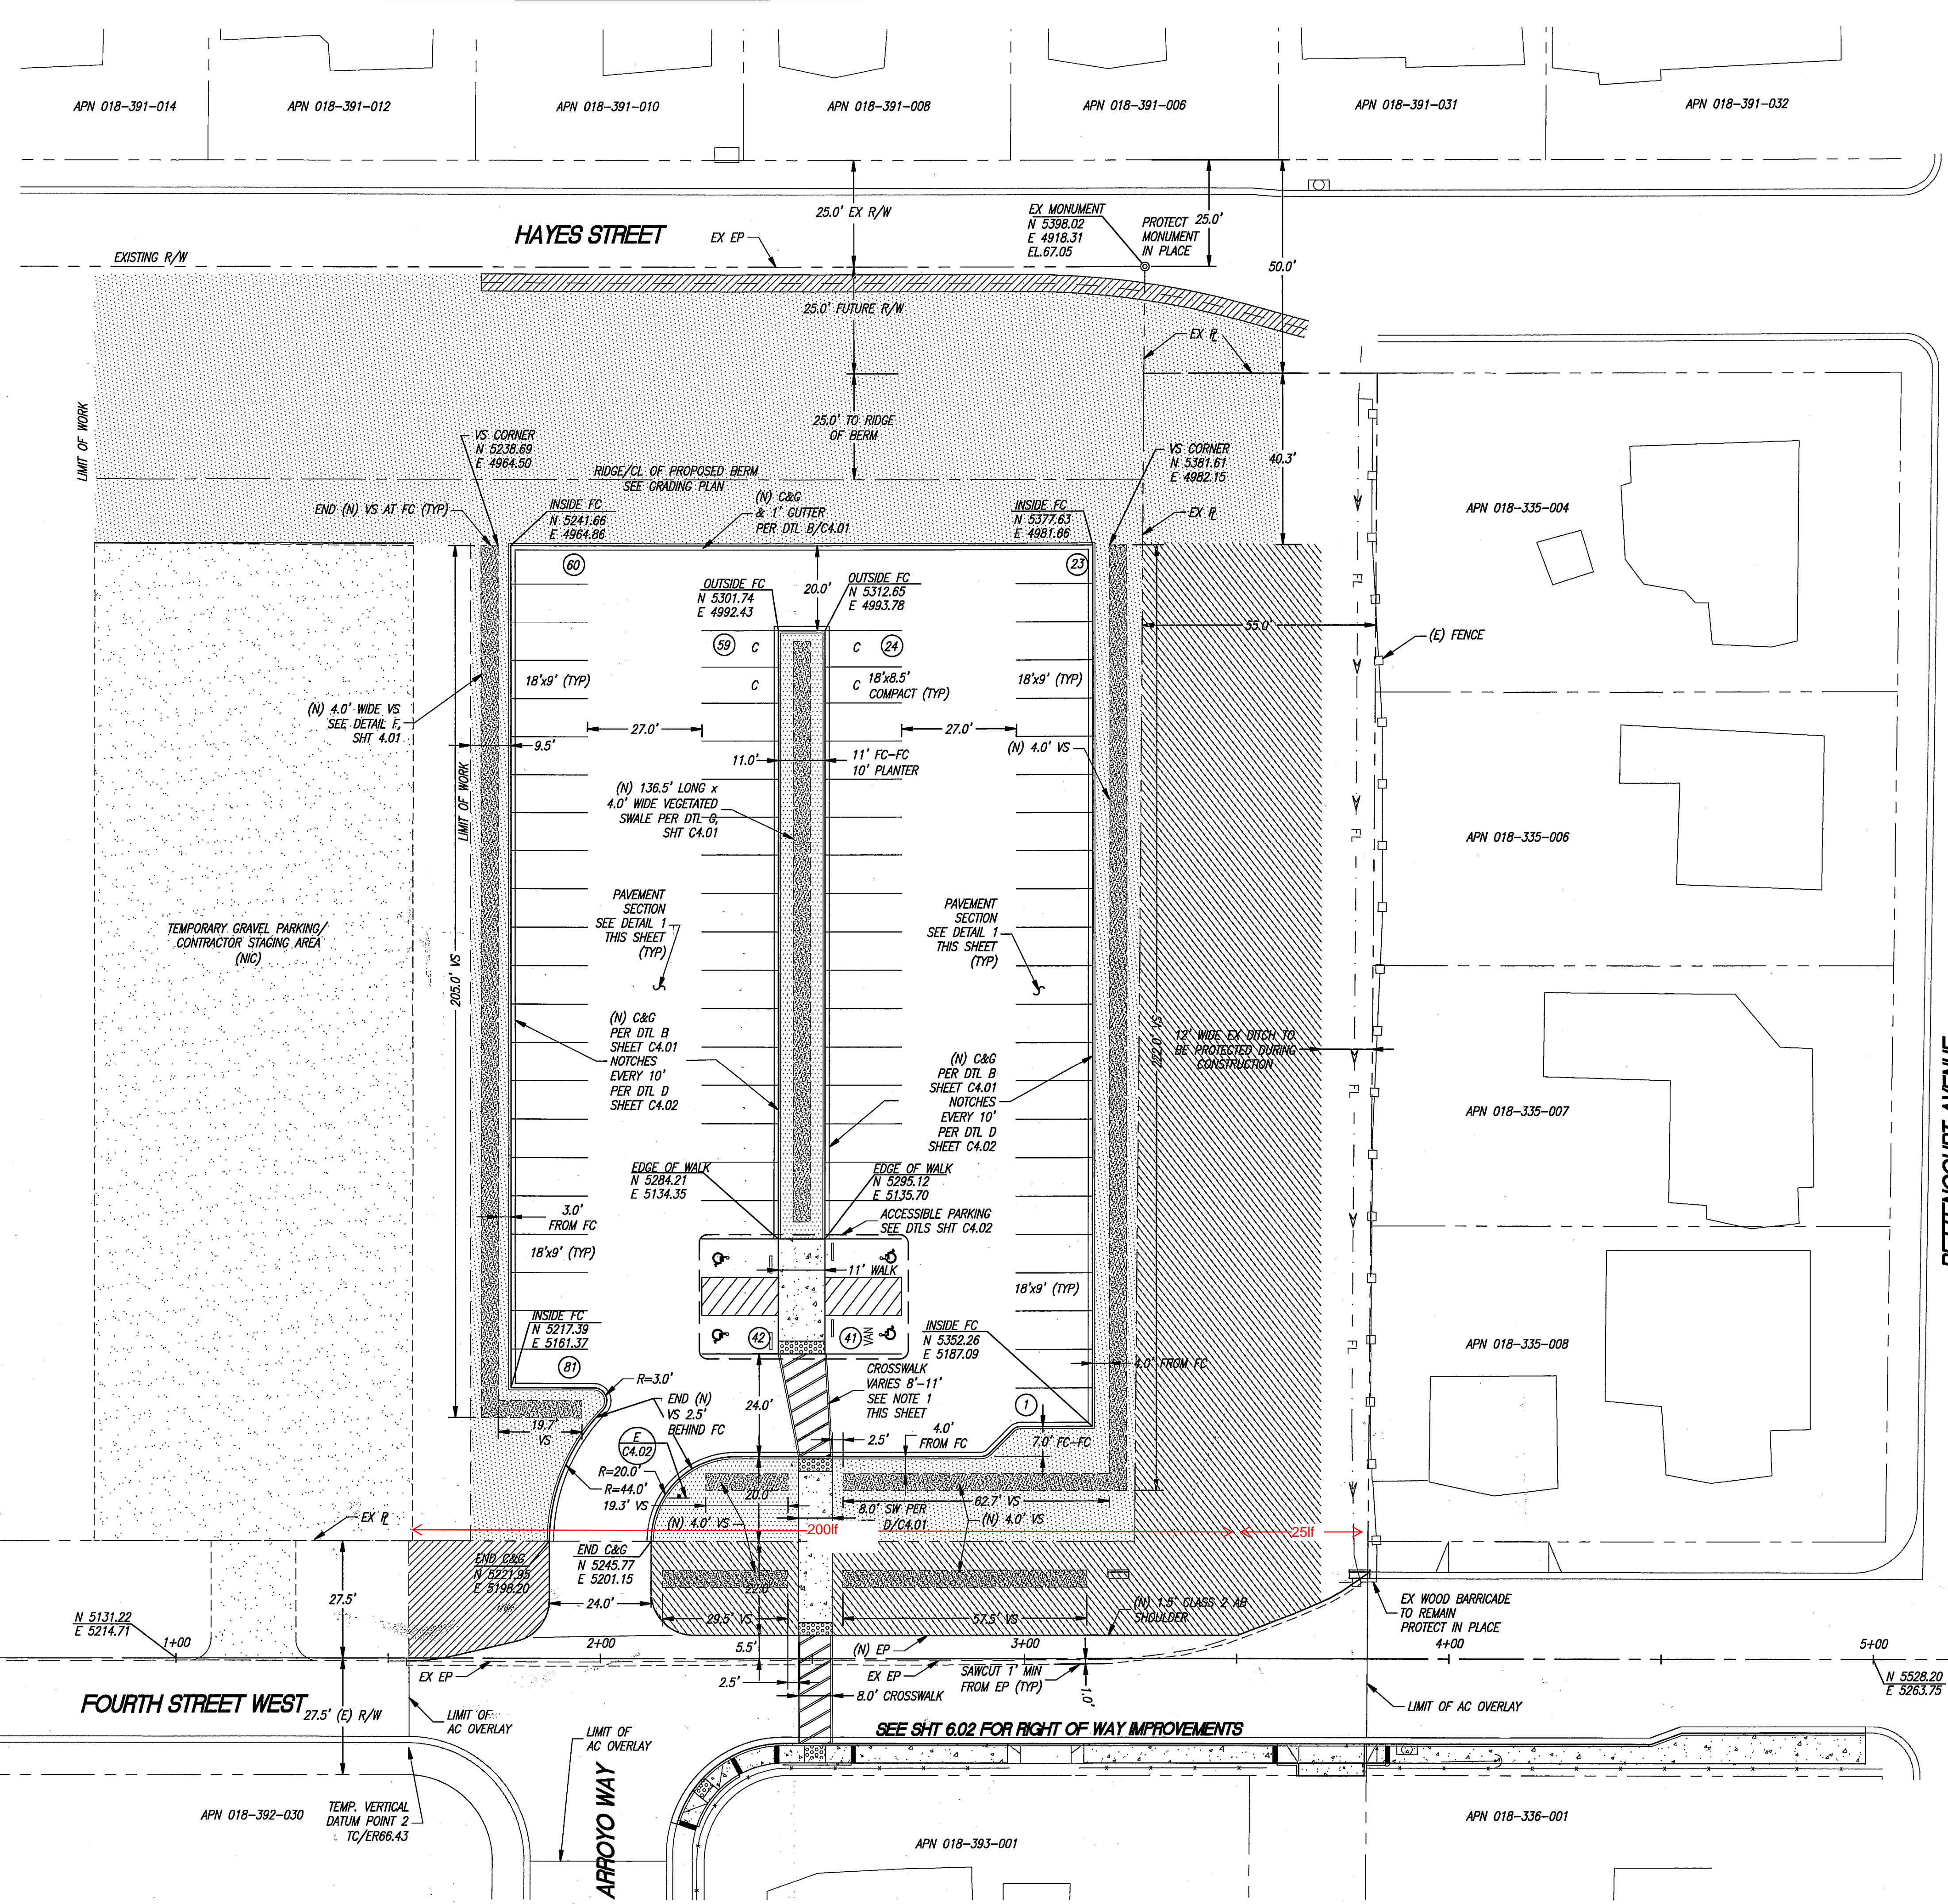 APN 018-391-014
APN 018-391-012
APN 018-391-010
APN 018-391-008
APN 018-391-006
APN 018-391-031
APN 018-391-032
HAYES STREET
EX EP
25.0' EX R/W
EX MONUMENT
N 5398.02
E 4918.31
EL.67.05
PROTECT
MONUMENT
IN PLACE
25.0'
50.0'
EXISTING R/W
25.0' FUTURE R/W
EX PL
LIMIT OF WORK
25.0' TO RIDGE
OF BERM
VS CORNER
N 5238.69
E 4964.50
VS CORNER
N 5381.61
E 4982.15
40.3'
RIDGE/CL OF PROPOSED BERM
SEE GRADING PLAN
END (N) VS AT FC (TYP)
INSIDE FC
N 5241.66
E 4964.86
(N) C&G
& 1' GUTTER
PER DTL B/C4.01
INSIDE FC
N 5377.63
E 4981.66
EX PL
APN 018-335-004
60
23
20.0'
OUTSIDE FC
N 5301.74
E 4992.43
OUTSIDE FC
N 5312.65
E 4993.78
FL
55.0'
(E) FENCE
59
C
C
24
18'x9' (TYP)
C
C
18'x8.5'
COMPACT (TYP)
18'x9' (TYP)
(N) 4.0' WIDE VS
SEE DETAIL F,
SHT 4.01
27.0'
27.0'
9.5'
(N) 4.0' VS
11.0'
11' FC-FC
10' PLANTER
LIMIT OF WORK
(N) 136.5' LONG x
4.0' WIDE VEGETATED
SWALE PER DTL G,
SHT C4.01
FL
APN 018-335-006
PAVEMENT
SECTION
SEE DETAIL 1
THIS SHEET
(TYP)
PAVEMENT
SECTION
SEE DETAIL 1
THIS SHEET
(TYP)
TEMPORARY GRAVEL PARKING/
CONTRACTOR STAGING AREA
(NIC)
205.0' VS
222.0' VS
(N) C&G
PER DTL B
SHEET C4.01
NOTCHES
EVERY 10'
PER DTL D
SHEET C4.02
(N) C&G
PER DTL B
SHEET C4.01
NOTCHES
EVERY 10'
PER DTL D
SHEET C4.02
12' WIDE EX DITCH TO
BE PROTECTED DURING
CONSTRUCTION
FL
APN 018-335-007
BETTENCOURT AVENUE
EDGE OF WALK
N 5284.21
E 5134.35
EDGE OF WALK
N 5295.12
E 5135.70
3.0'
FROM FC
ACCESSIBLE PARKING
SEE DTLS SHT C4.02
18'x9' (TYP)
11' WALK
18'x9' (TYP)
INSIDE FC
N 5217.39
E 5161.37
42
41
VAN
INSIDE FC
N 5352.26
E 5187.09
FL
APN 018-335-008
81
4.0' FROM FC
R=3.0'
CROSSWALK
VARIES 8'-11'
SEE NOTE 1
THIS SHEET
1
END (N)
VS 2.5'
BEHIND FC
24.0'
19.7'
VS
E
C4.02
2.5'
4.0'
FROM FC
7.0' FC-FC
R=20.0'
R=44.0'
19.3' VS
20.0'
62.7' VS
8.0' SW PER
D/C4.01
(N) 4.0' VS
(N) 4.0' VS
EX PL
200lf
25lf
END C&G
N 5221.95
E 5198.20
END C&G
N 5245.77
E 5201.15
27.5'
22.0'
24.0'
29.5' VS
57.5' VS
(N) 1.5' CLASS 2 AB
SHOULDER
EX WOOD BARRICADE
TO REMAIN
PROTECT IN PLACE
N 5131.22
E 5214.71
1+00
2+00
5.5'
(N) EP
3+00
4+00
5+00
EX EP
EX EP
SAWCUT 1' MIN
FROM EP (TYP)
1.0'
2.5'
8.0' CROSSWALK
N 5528.20
E 5263.75
FOURTH STREET WEST
27.5' (E) R/W
LIMIT OF
AC OVERLAY
LIMIT OF
AC OVERLAY
LIMIT OF AC OVERLAY
SEE SHT 6.02 FOR RIGHT OF WAY IMPROVEMENTS
ARROYO WAY
APN 018-392-030
TEMP. VERTICAL
DATUM POINT 2
TC/ER66.43
APN 018-393-001
APN 018-336-001